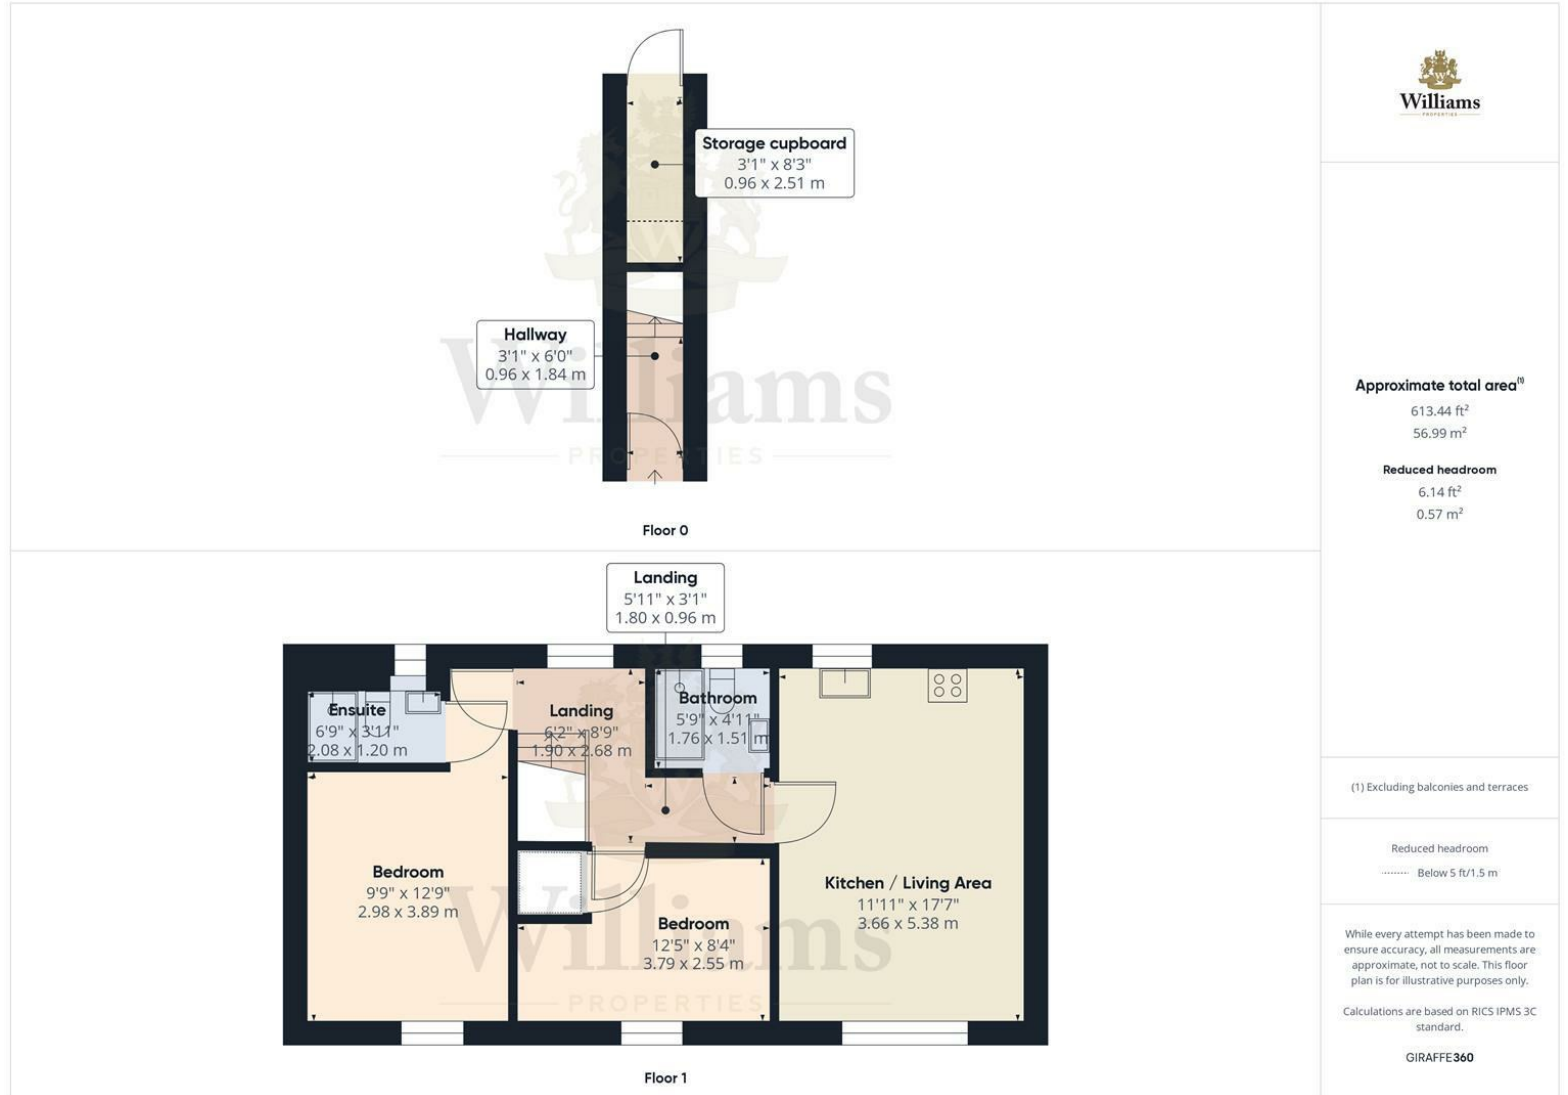 Williams
PROPERTIES
Storage cupboard
3'1" x 8'3"
0.96 x 2.51 m
Hallway
3'1" x 6'0"
0.96 x 1.84 m
Williams
PROPERTIES
Floor 0
Approximate total area(1)
613.44 ft²
56.99 m²
Reduced headroom
6.14 ft²
0.57 m²
Landing
5'11" x 3'1"
1.80 x 0.96 m
Ensuite
6'9" x 3'11"
2.08 x 1.20 m
Landing
6'2" x 8'9"
1.90 x 2.68 m
Bathroom
5'9" x 4'11"
1.76 x 1.51 m
Bedroom
9'9" x 12'9"
2.98 x 3.89 m
Kitchen / Living Area
11'11" x 17'7"
3.66 x 5.38 m
Bedroom
12'5" x 8'4"
3.79 x 2.55 m
Williams
PROPERTIES
Floor 1
(1) Excluding balconies and terraces
Reduced headroom
Below 5 ft/1.5 m
While every attempt has been made to
ensure accuracy, all measurements are
approximate, not to scale. This floor
plan is for illustrative purposes only.
Calculations are based on RICS IPMS 3C
standard.
GIRAFFE360